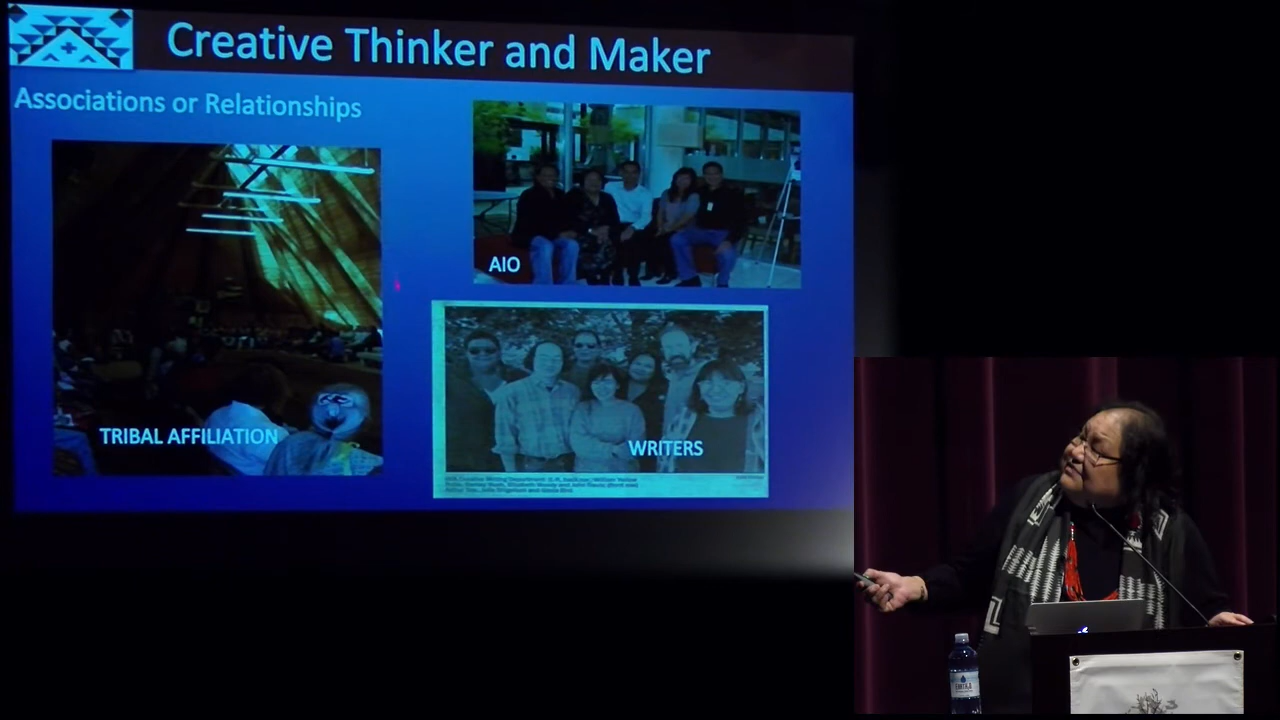 Creative Thinker and Maker
Associations or Relationships
AIO
TRIBAL AFFILIATION
WRITERS